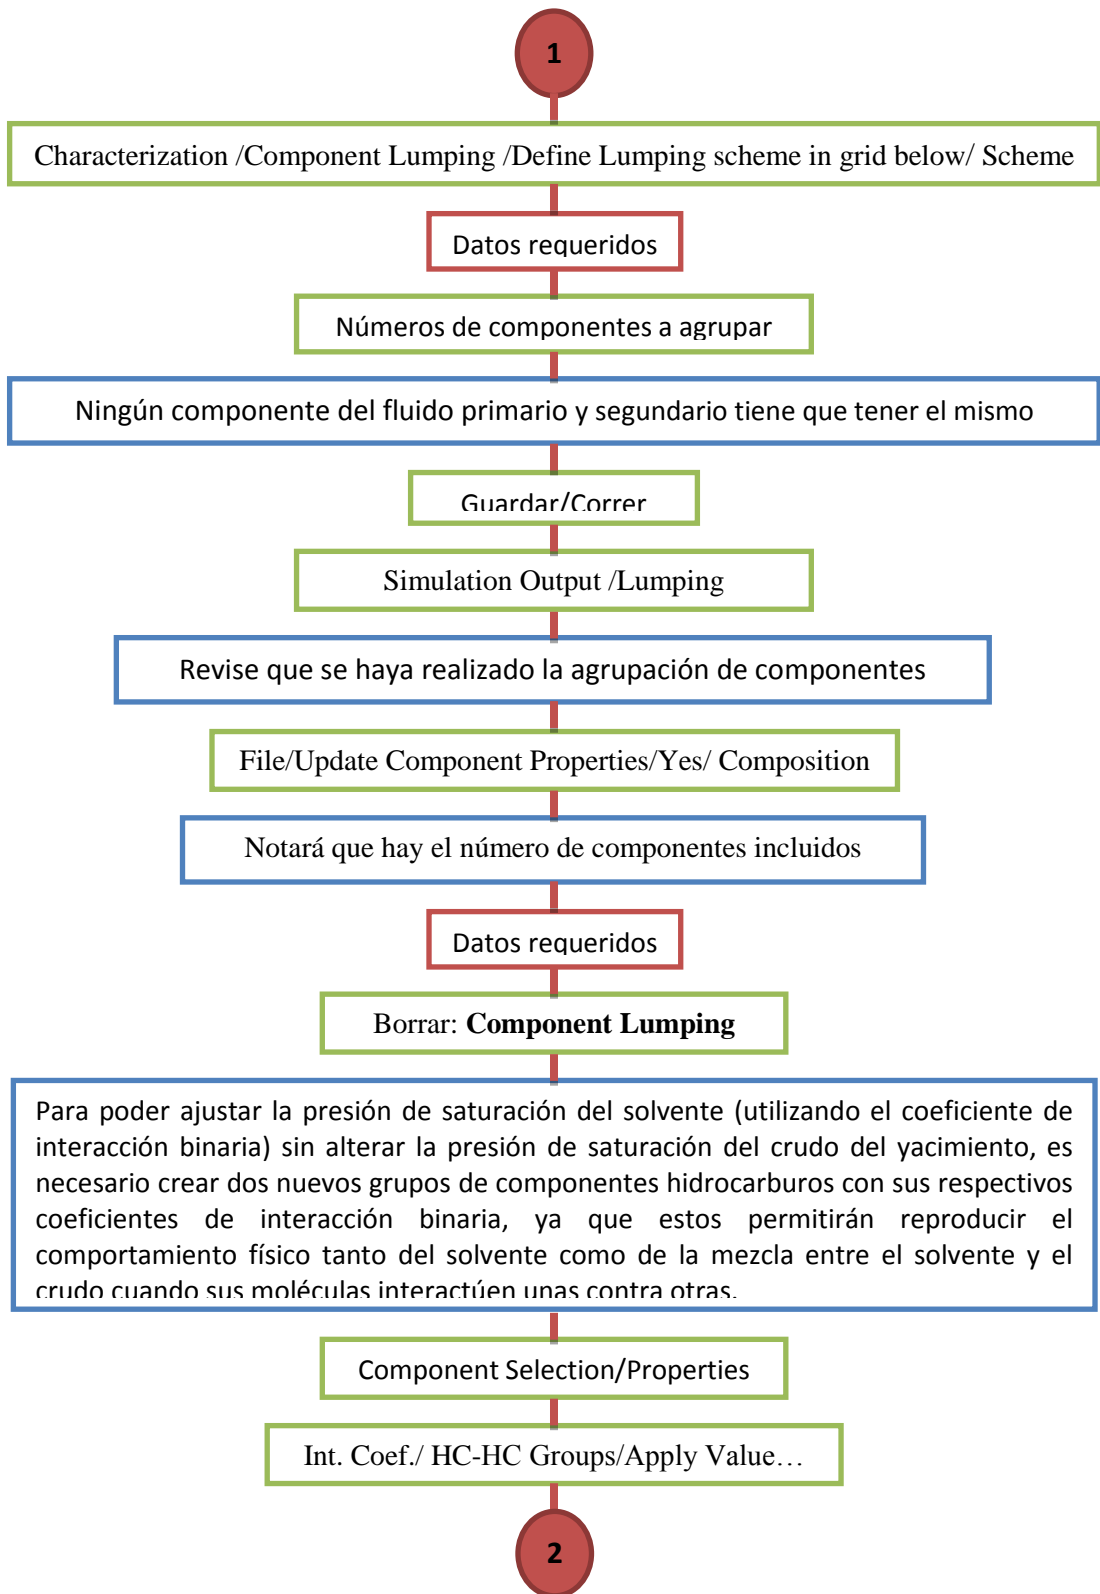 1
Characterization /Component Lumping /Define Lumping scheme in grid below/ Scheme
Datos requeridos
Números de componentes a agrupar
Ningún componente del fluido primario y segundario tiene que tener el mismo
Guardar/Correr
Simulation Output /Lumping
Revise que se haya realizado la agrupación de componentes
File/Update Component Properties/Yes/ Composition
Notará que hay el número de componentes incluidos
Datos requeridos
Borrar: Component Lumping
Para poder ajustar la presión de saturación del solvente (utilizando el coeficiente de
interacción binaria) sin alterar la presión de saturación del crudo del yacimiento, es
necesario crear dos nuevos grupos de componentes hidrocarburos con sus respectivos
coeficientes de interacción binaria, ya que estos permitirán reproducir el
comportamiento físico tanto del solvente como de la mezcla entre el solvente y el
crudo cuando sus moléculas interactúen unas contra otras.
Component Selection/Properties
Int. Coef./ HC-HC Groups/Apply Value…
2